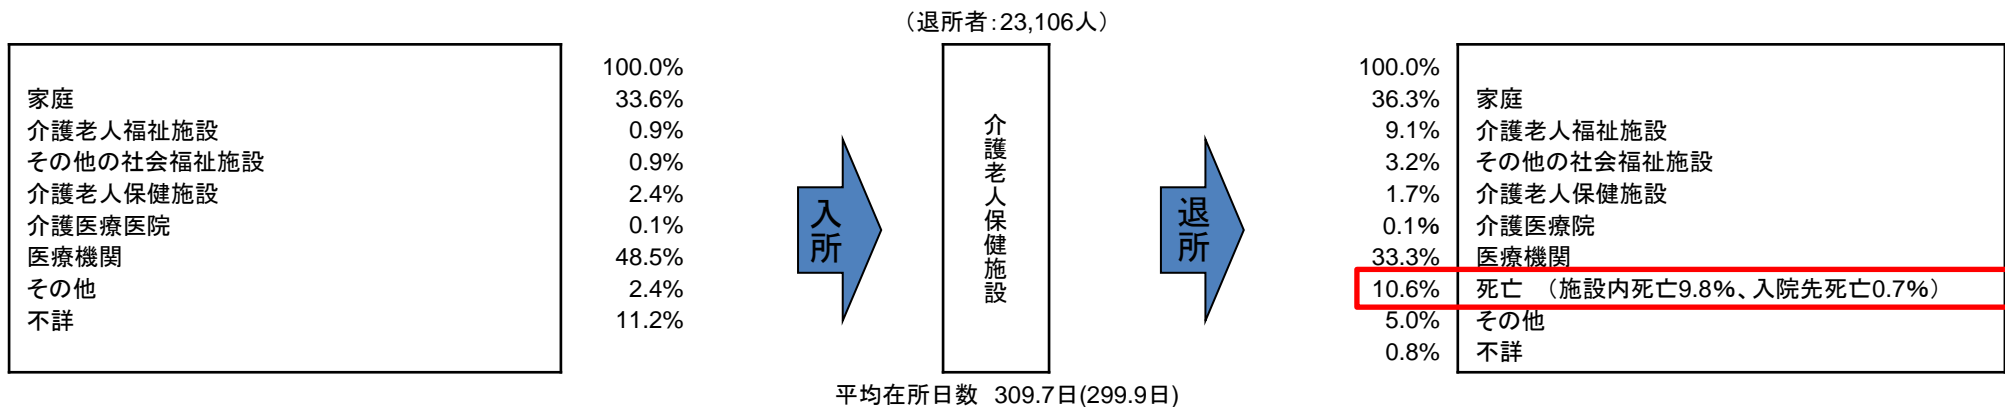 （退所者：23,106人）
100.0%
家庭 33.6%
介護老人福祉施設 0.9%
その他の社会福祉施設 0.9%
介護老人保健施設 2.4%
介護医療医院 0.1%
医療機関 48.5%
その他 2.4%
不詳 11.2%
入所
介護老人保健施設
退所
100.0%
36.3% 家庭
9.1% 介護老人福祉施設
3.2% その他の社会福祉施設
1.7% 介護老人保健施設
0.1% 介護医療院
33.3% 医療機関
10.6% 死亡 （施設内死亡9.8%、入院先死亡0.7%）
5.0% その他
0.8% 不詳
平均在所日数 309.7日(299.9日)